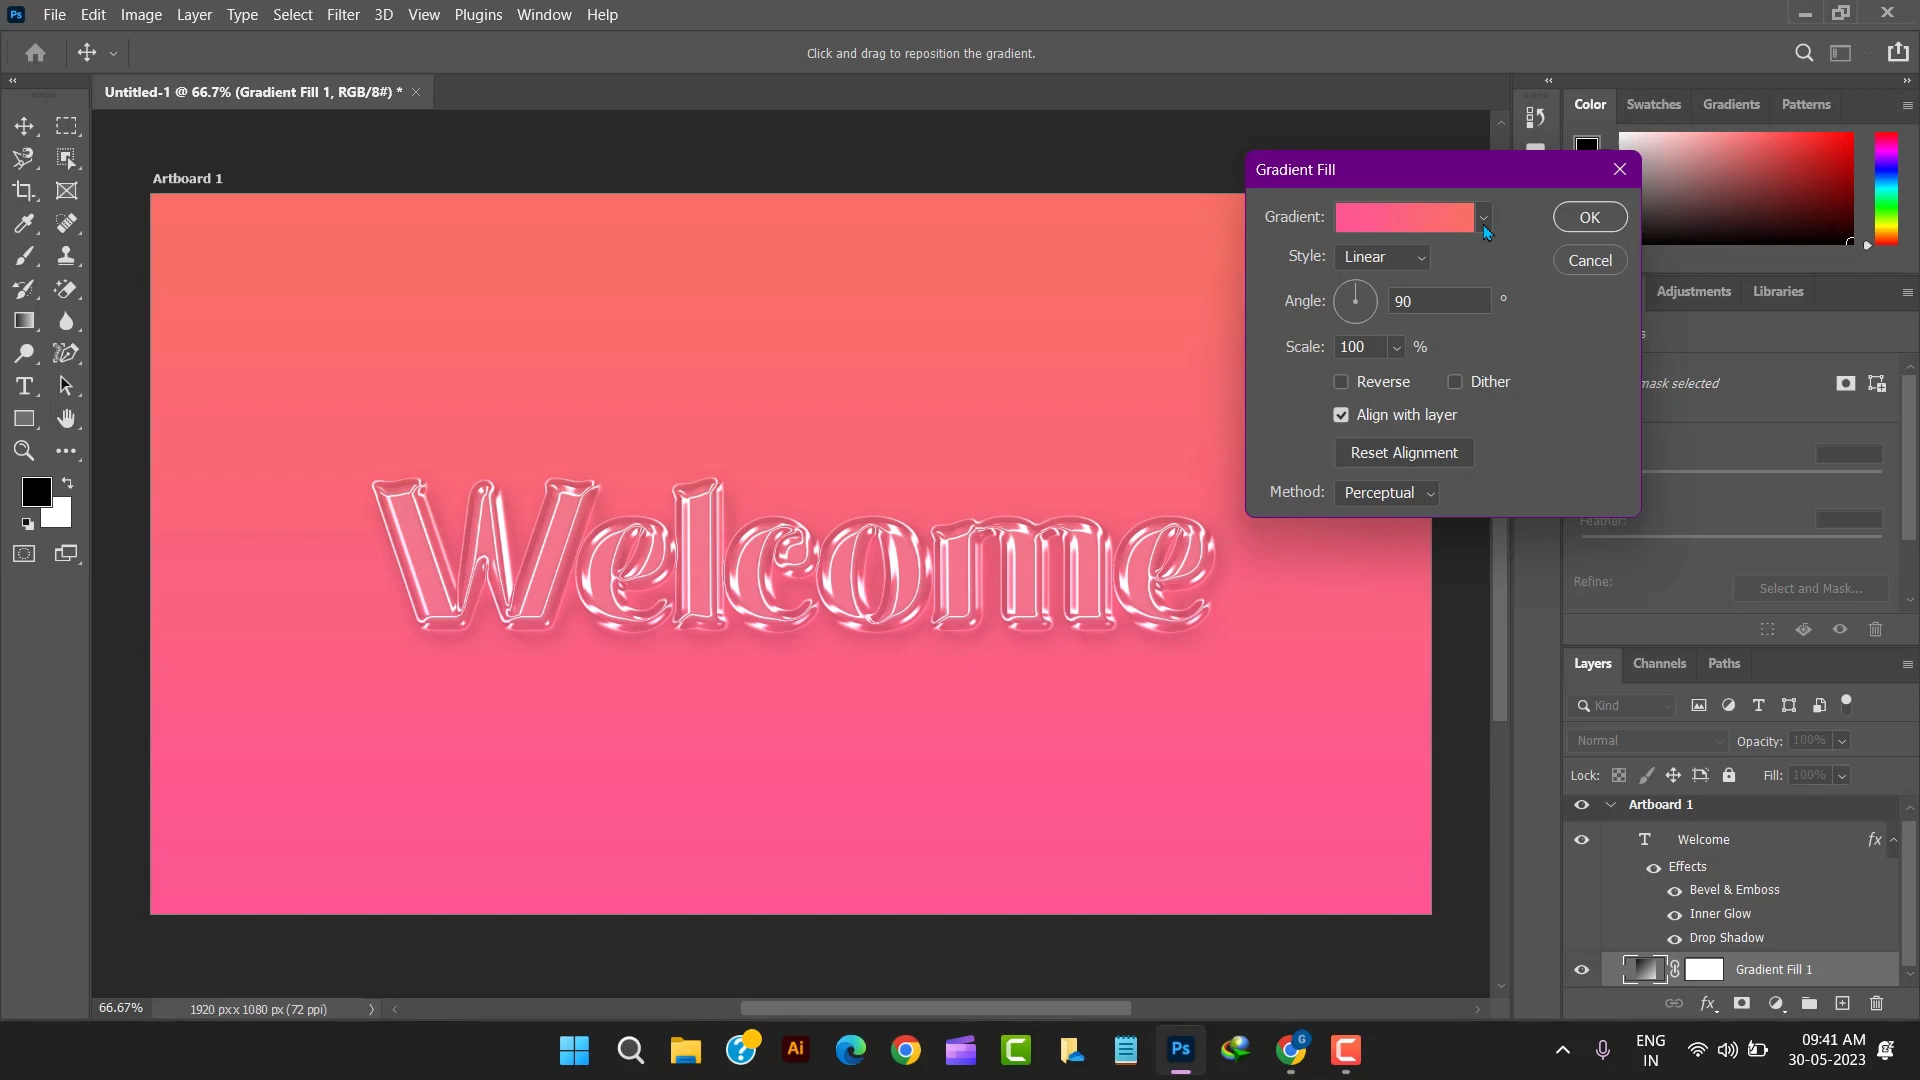 Ps File Edit Image Layer Type Select Filter 3D View Plugins Window Help
Click and drag to reposition the gradient.
Untitled-1 @ 66.7% (Gradient Fill 1, RGB/8#) *
Color Swatches Gradients Patterns
Artboard 1
Gradient Fill
Gradient:
OK
Style: Linear
Cancel
Angle: 90 °
Scale: 100 %
Reverse Dither
Align with layer
Reset Alignment
Method: Perceptual
Adjustments Libraries
mask selected
Feather:
Refine: Select and Mask...
Welcome
Layers Channels Paths
Kind
Normal Opacity: 100%
Lock: Fill: 100%
Artboard 1
T Welcome fx
Effects
Bevel & Emboss
Inner Glow
Drop Shadow
Gradient Fill 1
fx
66.67% 1920 px x 1080 px (72 ppi)
Ai Ps G
ENG
IN
09:41 AM
30-05-2023